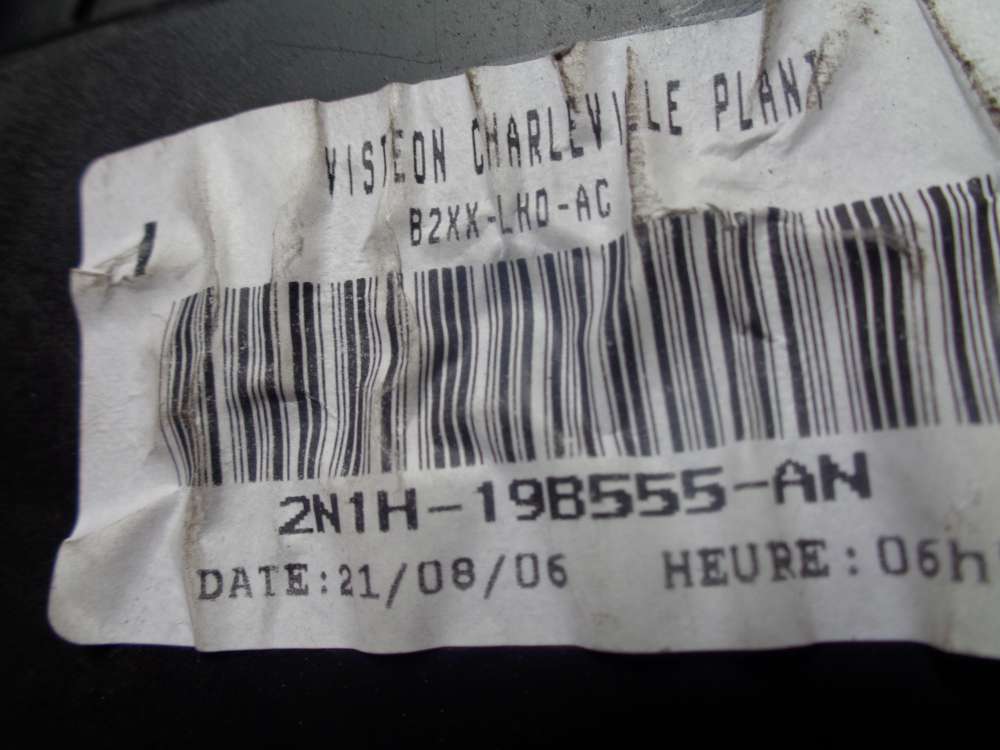 VISTEON CHARLEVILLE PLANT
B2XX-LHD-AC
2N1H-19B555-AN
DATE:21/08/06 HEURE:06h